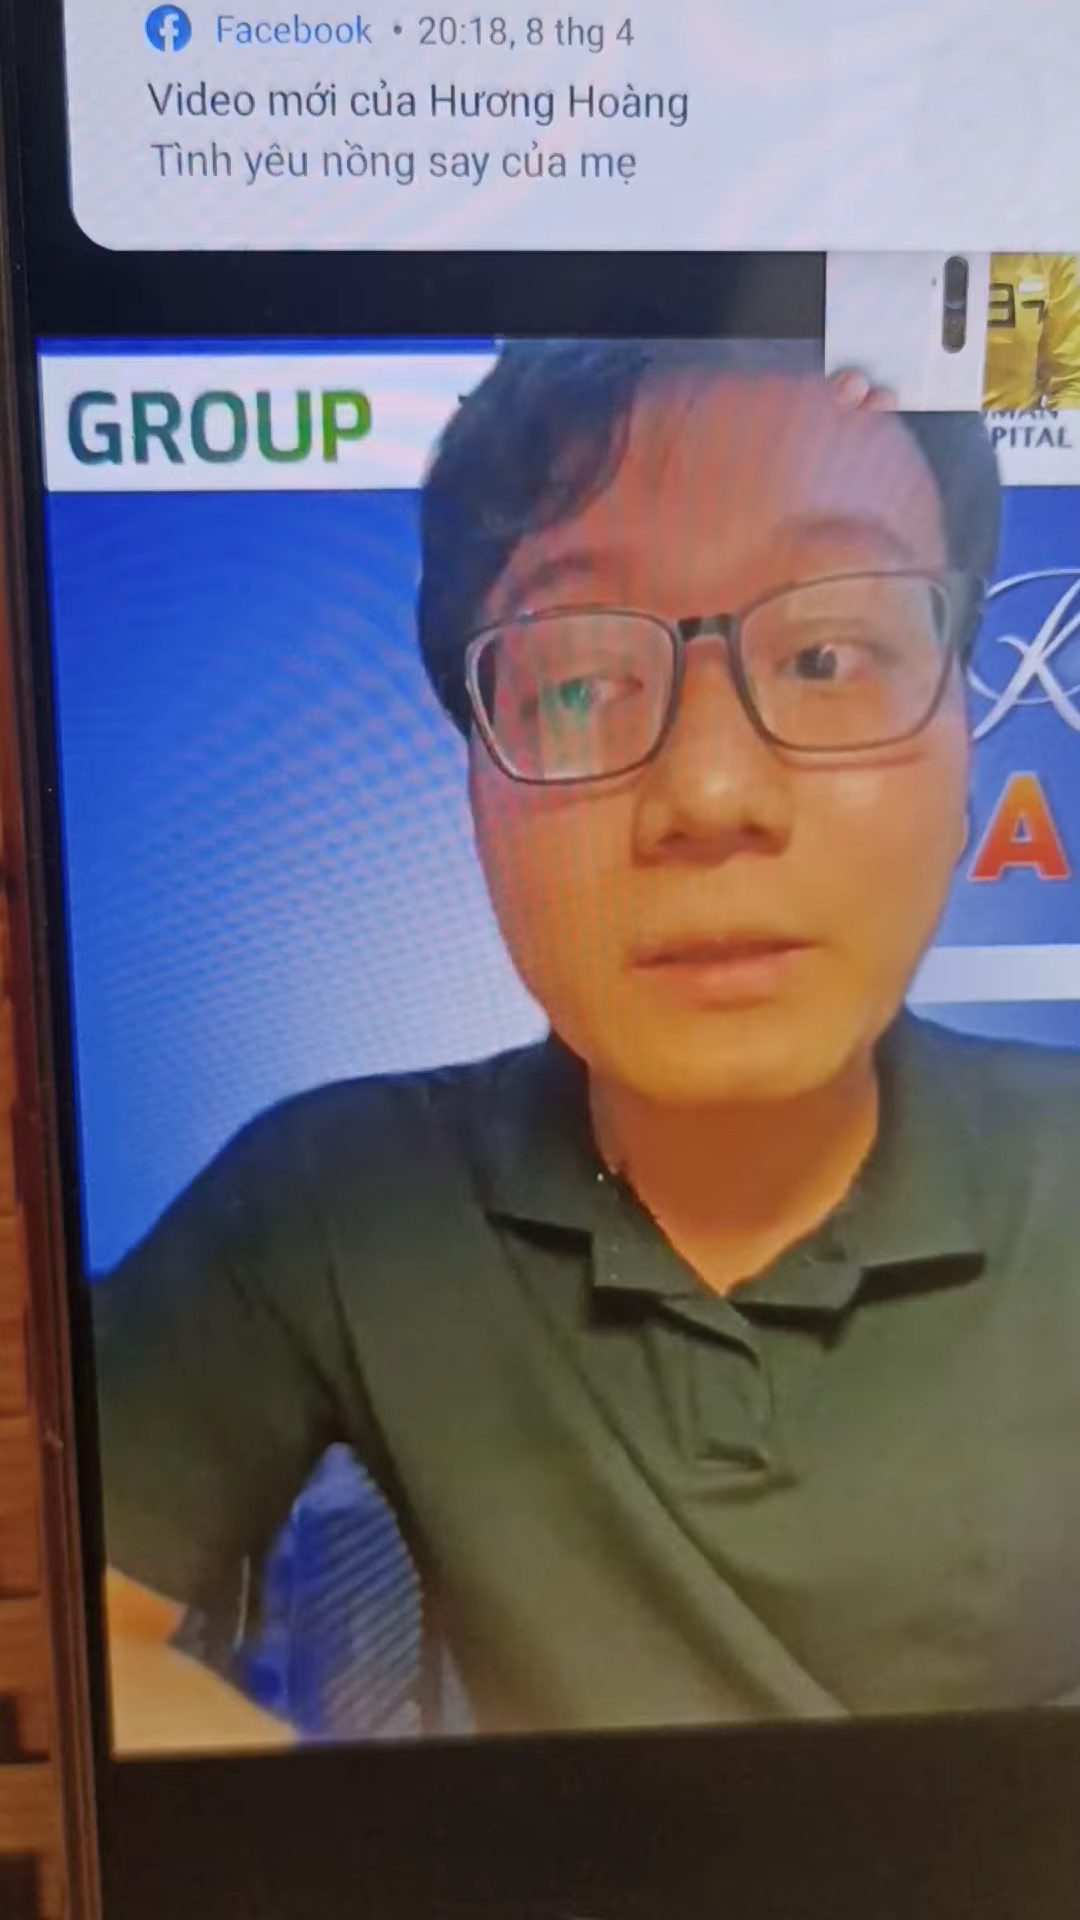 Facebook • 20:18, 8 thg 4
Video mới của Hương Hoàng
Tình yêu nồng say của mẹ
GROUP
PITAL
A